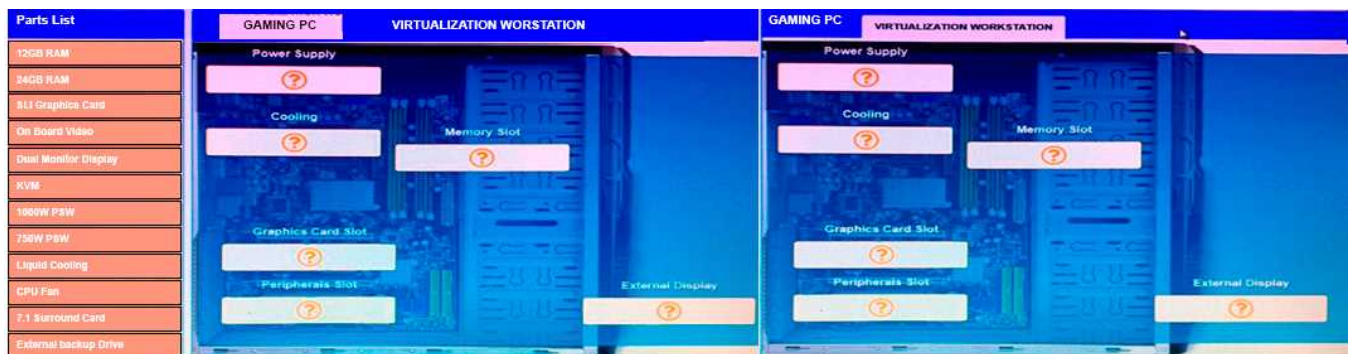 Parts List
12GB RAM
24GB RAM
SLI Graphics Card
On Board Video
Dual Monitor Display
KVM
1000W PSW
750W PSW
Liquid Cooling
CPU Fan
7.1 Surround Card
External backup Drive
GAMING PC
VIRTUALIZATION WORSTATION
Power Supply
?
Cooling
?
Memory Slot
?
Graphics Card Slot
?
Peripherals Slot
?
External Display
?
GAMING PC
VIRTUALIZATION WORKSTATION
Power Supply
?
Cooling
?
Memory Slot
?
Graphics Card Slot
?
Peripherals Slot
?
External Display
?